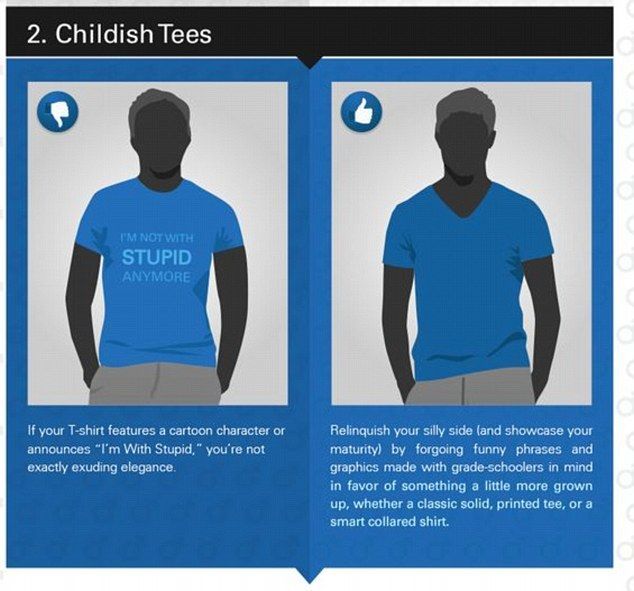 2. Childish Tees
I'M NOT WITH
STUPID
ANYMORE
If your T-shirt features a cartoon character or
announces “I'm With Stupid,” you're not
exactly exuding elegance.
Relinquish your silly side (and showcase your
maturity) by forgoing funny phrases and
graphics made with grade-schoolers in mind
in favor of something a little more grown
up, whether a classic solid, printed tee, or a
smart collared shirt.